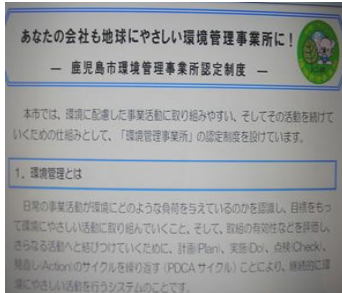 あなたの会社も地球にやさしい環境管理事業所に！
― 鹿児島市環境管理事業所認定制度 ―
本市では、環境に配慮した事業活動に取り組みやすい、そしてその活動を続けて
いくための仕組みとして、「環境管理事業所」の認定制度を設けています。
1．環境管理とは
日常の事業活動が環境にどのような負荷を与えているのかを認識し、目標をもっ
て環境にやさしい活動に取り組んでいくこと、そして、取組の有効性などを評価し、
さらなる活動へと結びつけていくために、計画(Plan)、実施(Do)、点検(Check)、
見直し(Action)のサイクルを繰り返す（PDCAサイクル）ことにより、継続的に環
境にやさしい活動を行うシステムのことです。